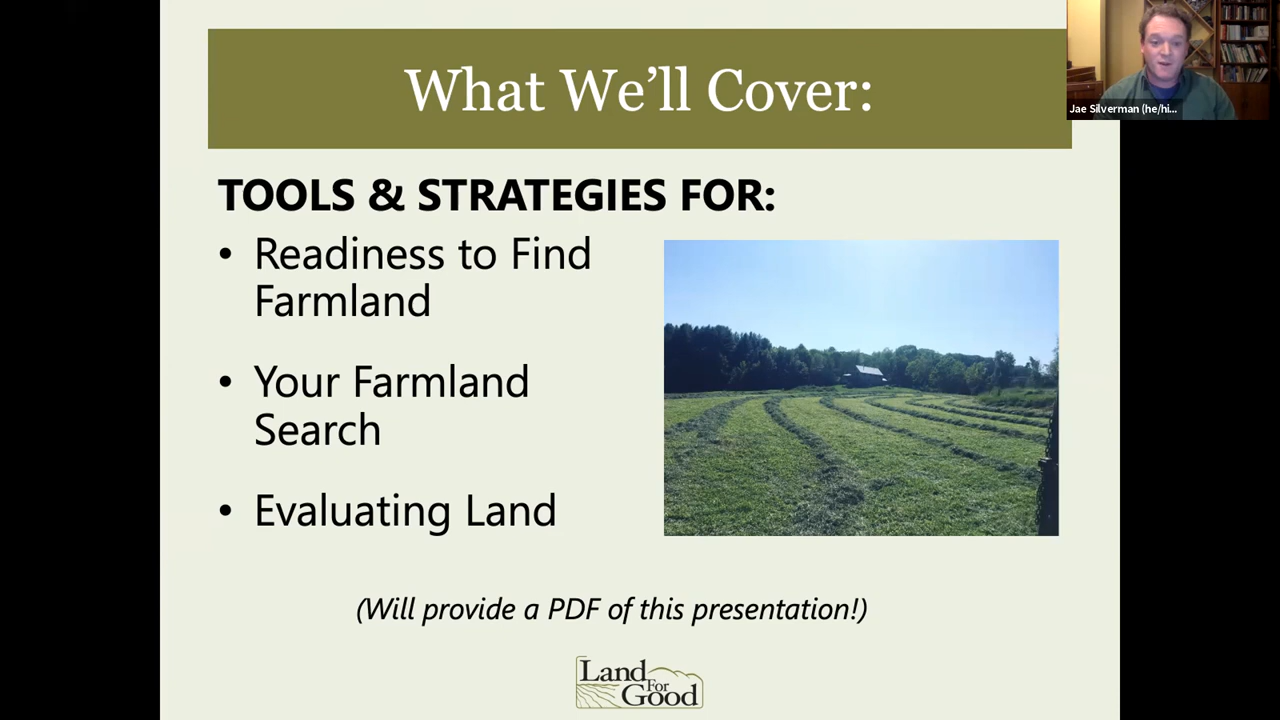 What We'll Cover:
Jae Silverman (he/hi...
TOOLS & STRATEGIES FOR:
• Readiness to Find
Farmland
• Your Farmland
Search
• Evaluating Land
(Will provide a PDF of this presentation!)
Land
For
Good